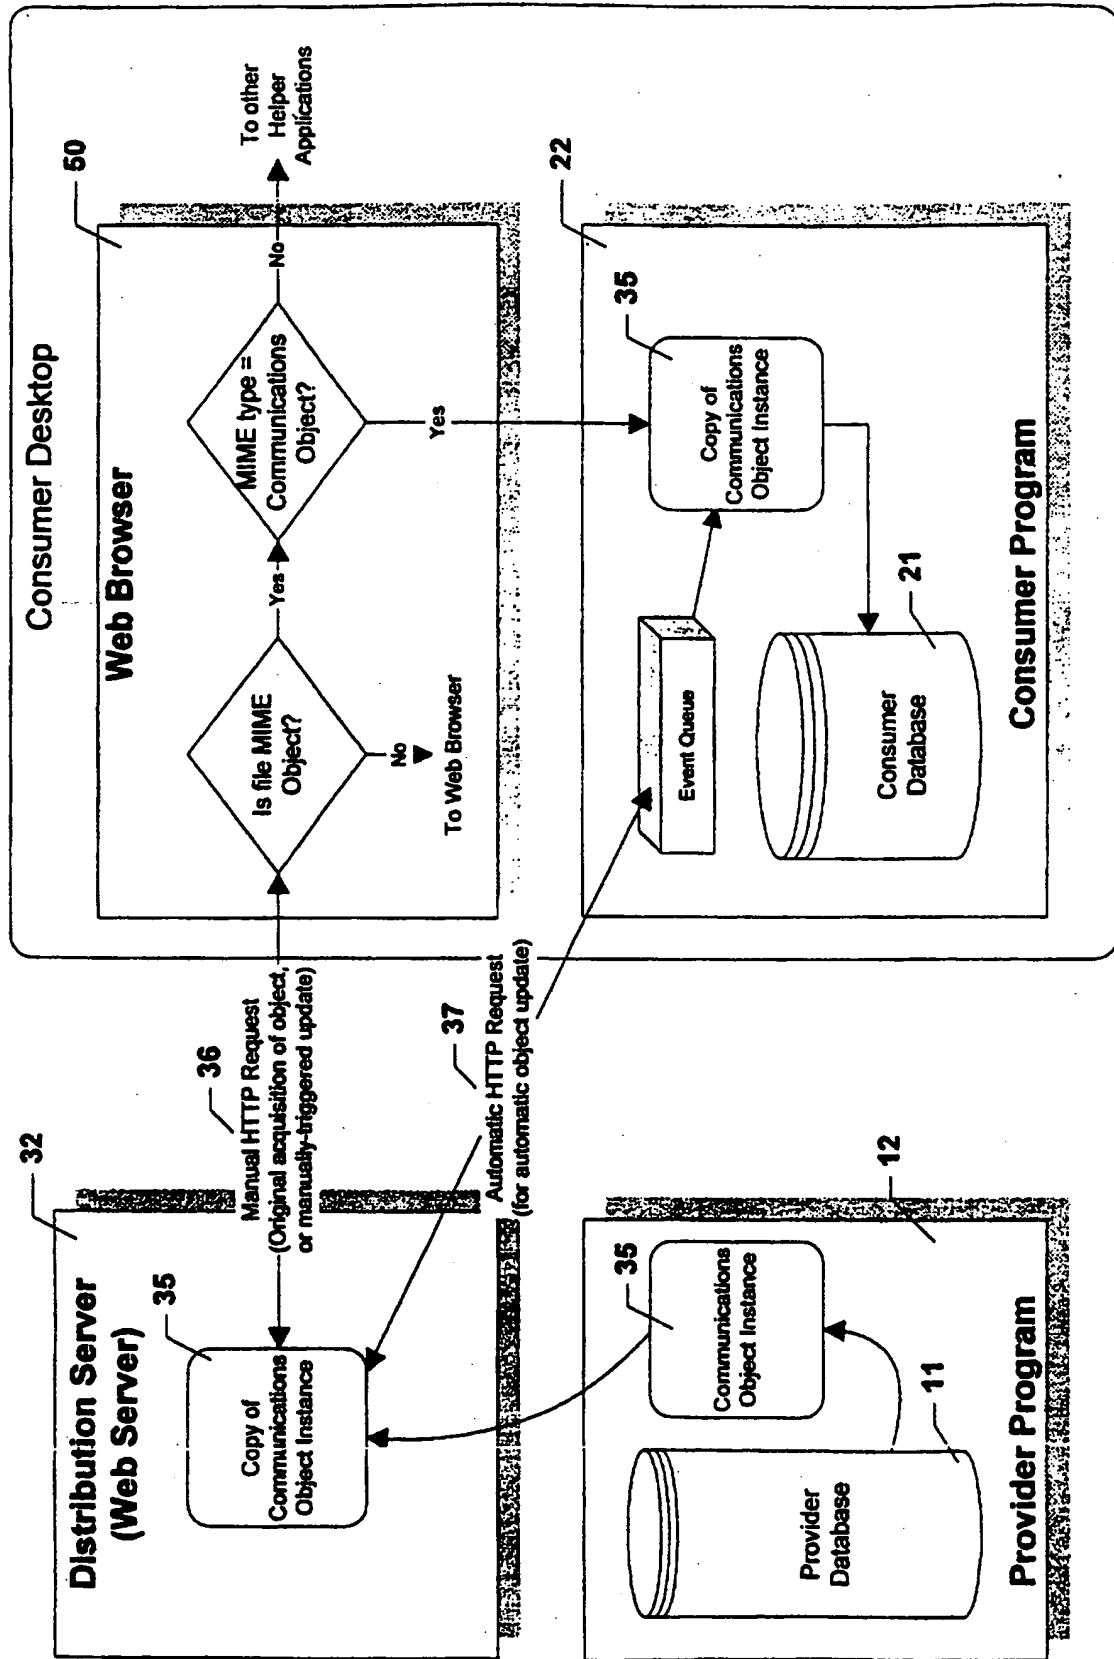 Consumer Desktop
Web Browser
50
Is file MIME
Object?
Yes
No
To Web Browser
MIME type =
Communications
Object?
No
Yes
To other
Helper
Applications
Distribution Server
(Web Server)
32
35
Copy of
Communications
Object Instance
36
Manual HTTP Request
(Original acquisition of object,
or manually-triggered update)
37
Automatic HTTP Request
(for automatic object update)
22
Event Queue
35
Copy of
Communications
Object Instance
21
Consumer
Database
Consumer Program
12
35
Communications
Object Instance
11
Provider
Database
Provider Program